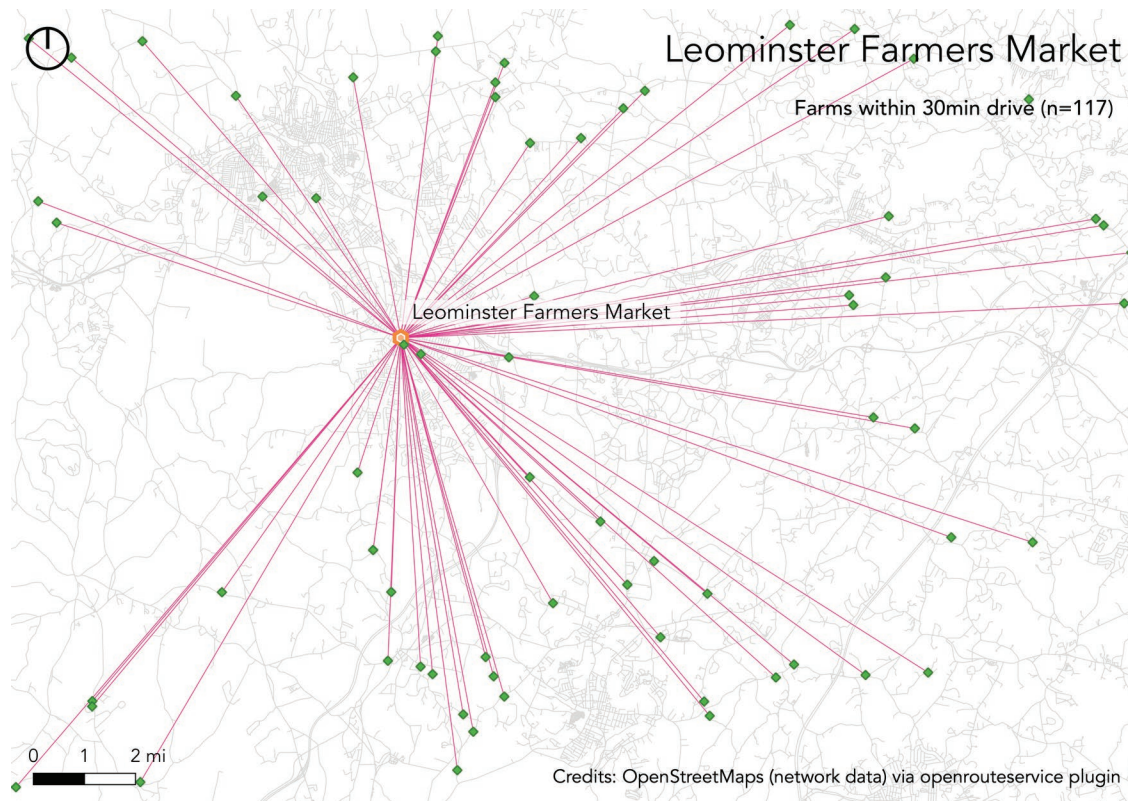 Leominster Farmers Market
Farms within 30min drive (n=117)
Leominster Farmers Market
0 1 2 mi
Credits: OpenStreetMaps (network data) via openrouteservice plugin